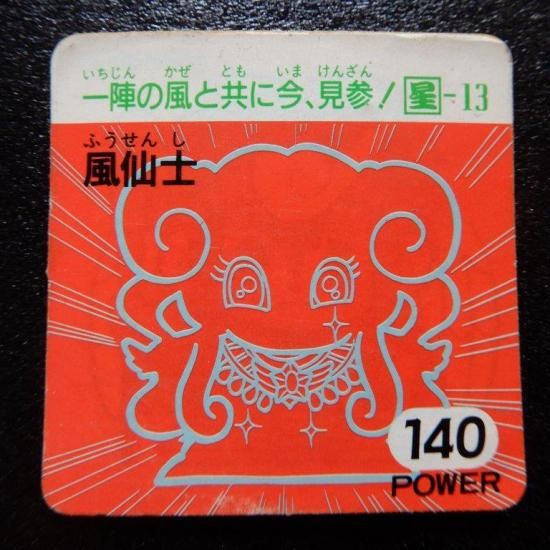 いちじん かぜ とも いま けんざん
一陣の風と共に今、見参! 星-13
ふうせんし
風仙士
140
POWER